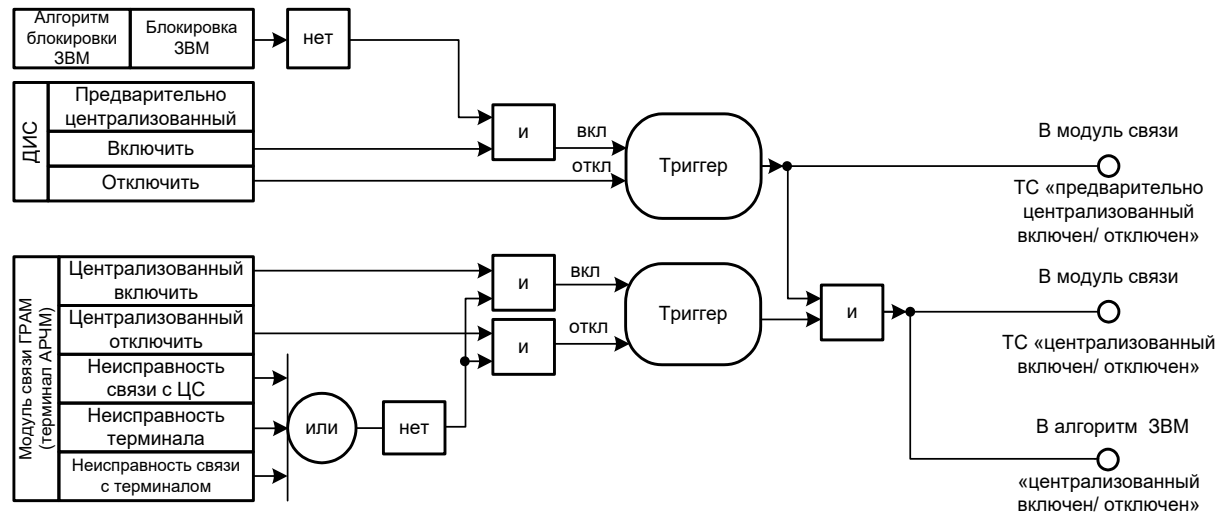 Алгоритм
блокировки
ЗВМ
Блокировка
ЗВМ
нет
ДИС
Предварительно
централизованный
Включить
Отключить
и
вкл
откл
Триггер
В модуль связи
ТС «предварительно
централизованный
включен/ отключен»
Модуль связи ГРАМ
(терминал АРЧМ)
Централизованный
включить
Централизованный
отключить
Неисправность
связи с ЦС
Неисправность
терминала
Неисправность связи
с терминалом
или
нет
и
и
вкл
откл
Триггер
и
В модуль связи
ТС «централизованный
включен/ отключен»
В алгоритм ЗВМ
«централизованный
включен/ отключен»